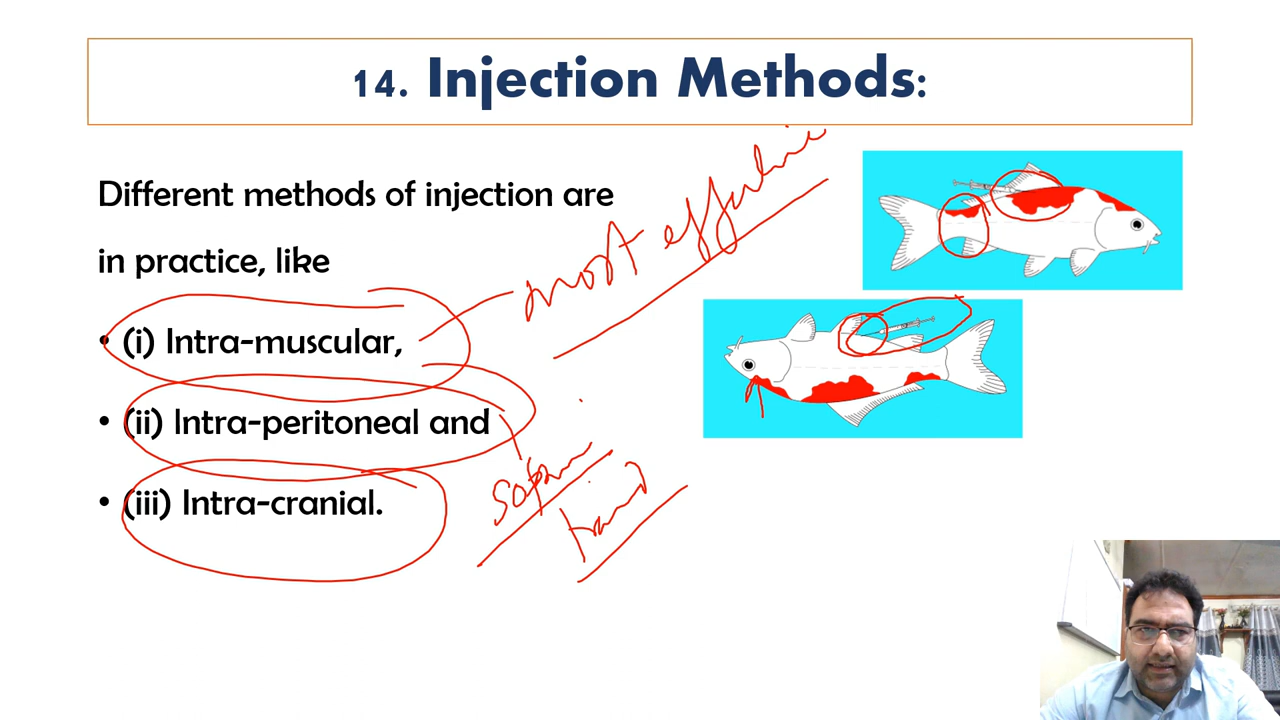 14. Injection Methods:
Different methods of injection are
in practice, like
• (i) Intra-muscular,
most effective
• (ii) Intra-peritoneal and
• (iii) Intra-cranial.